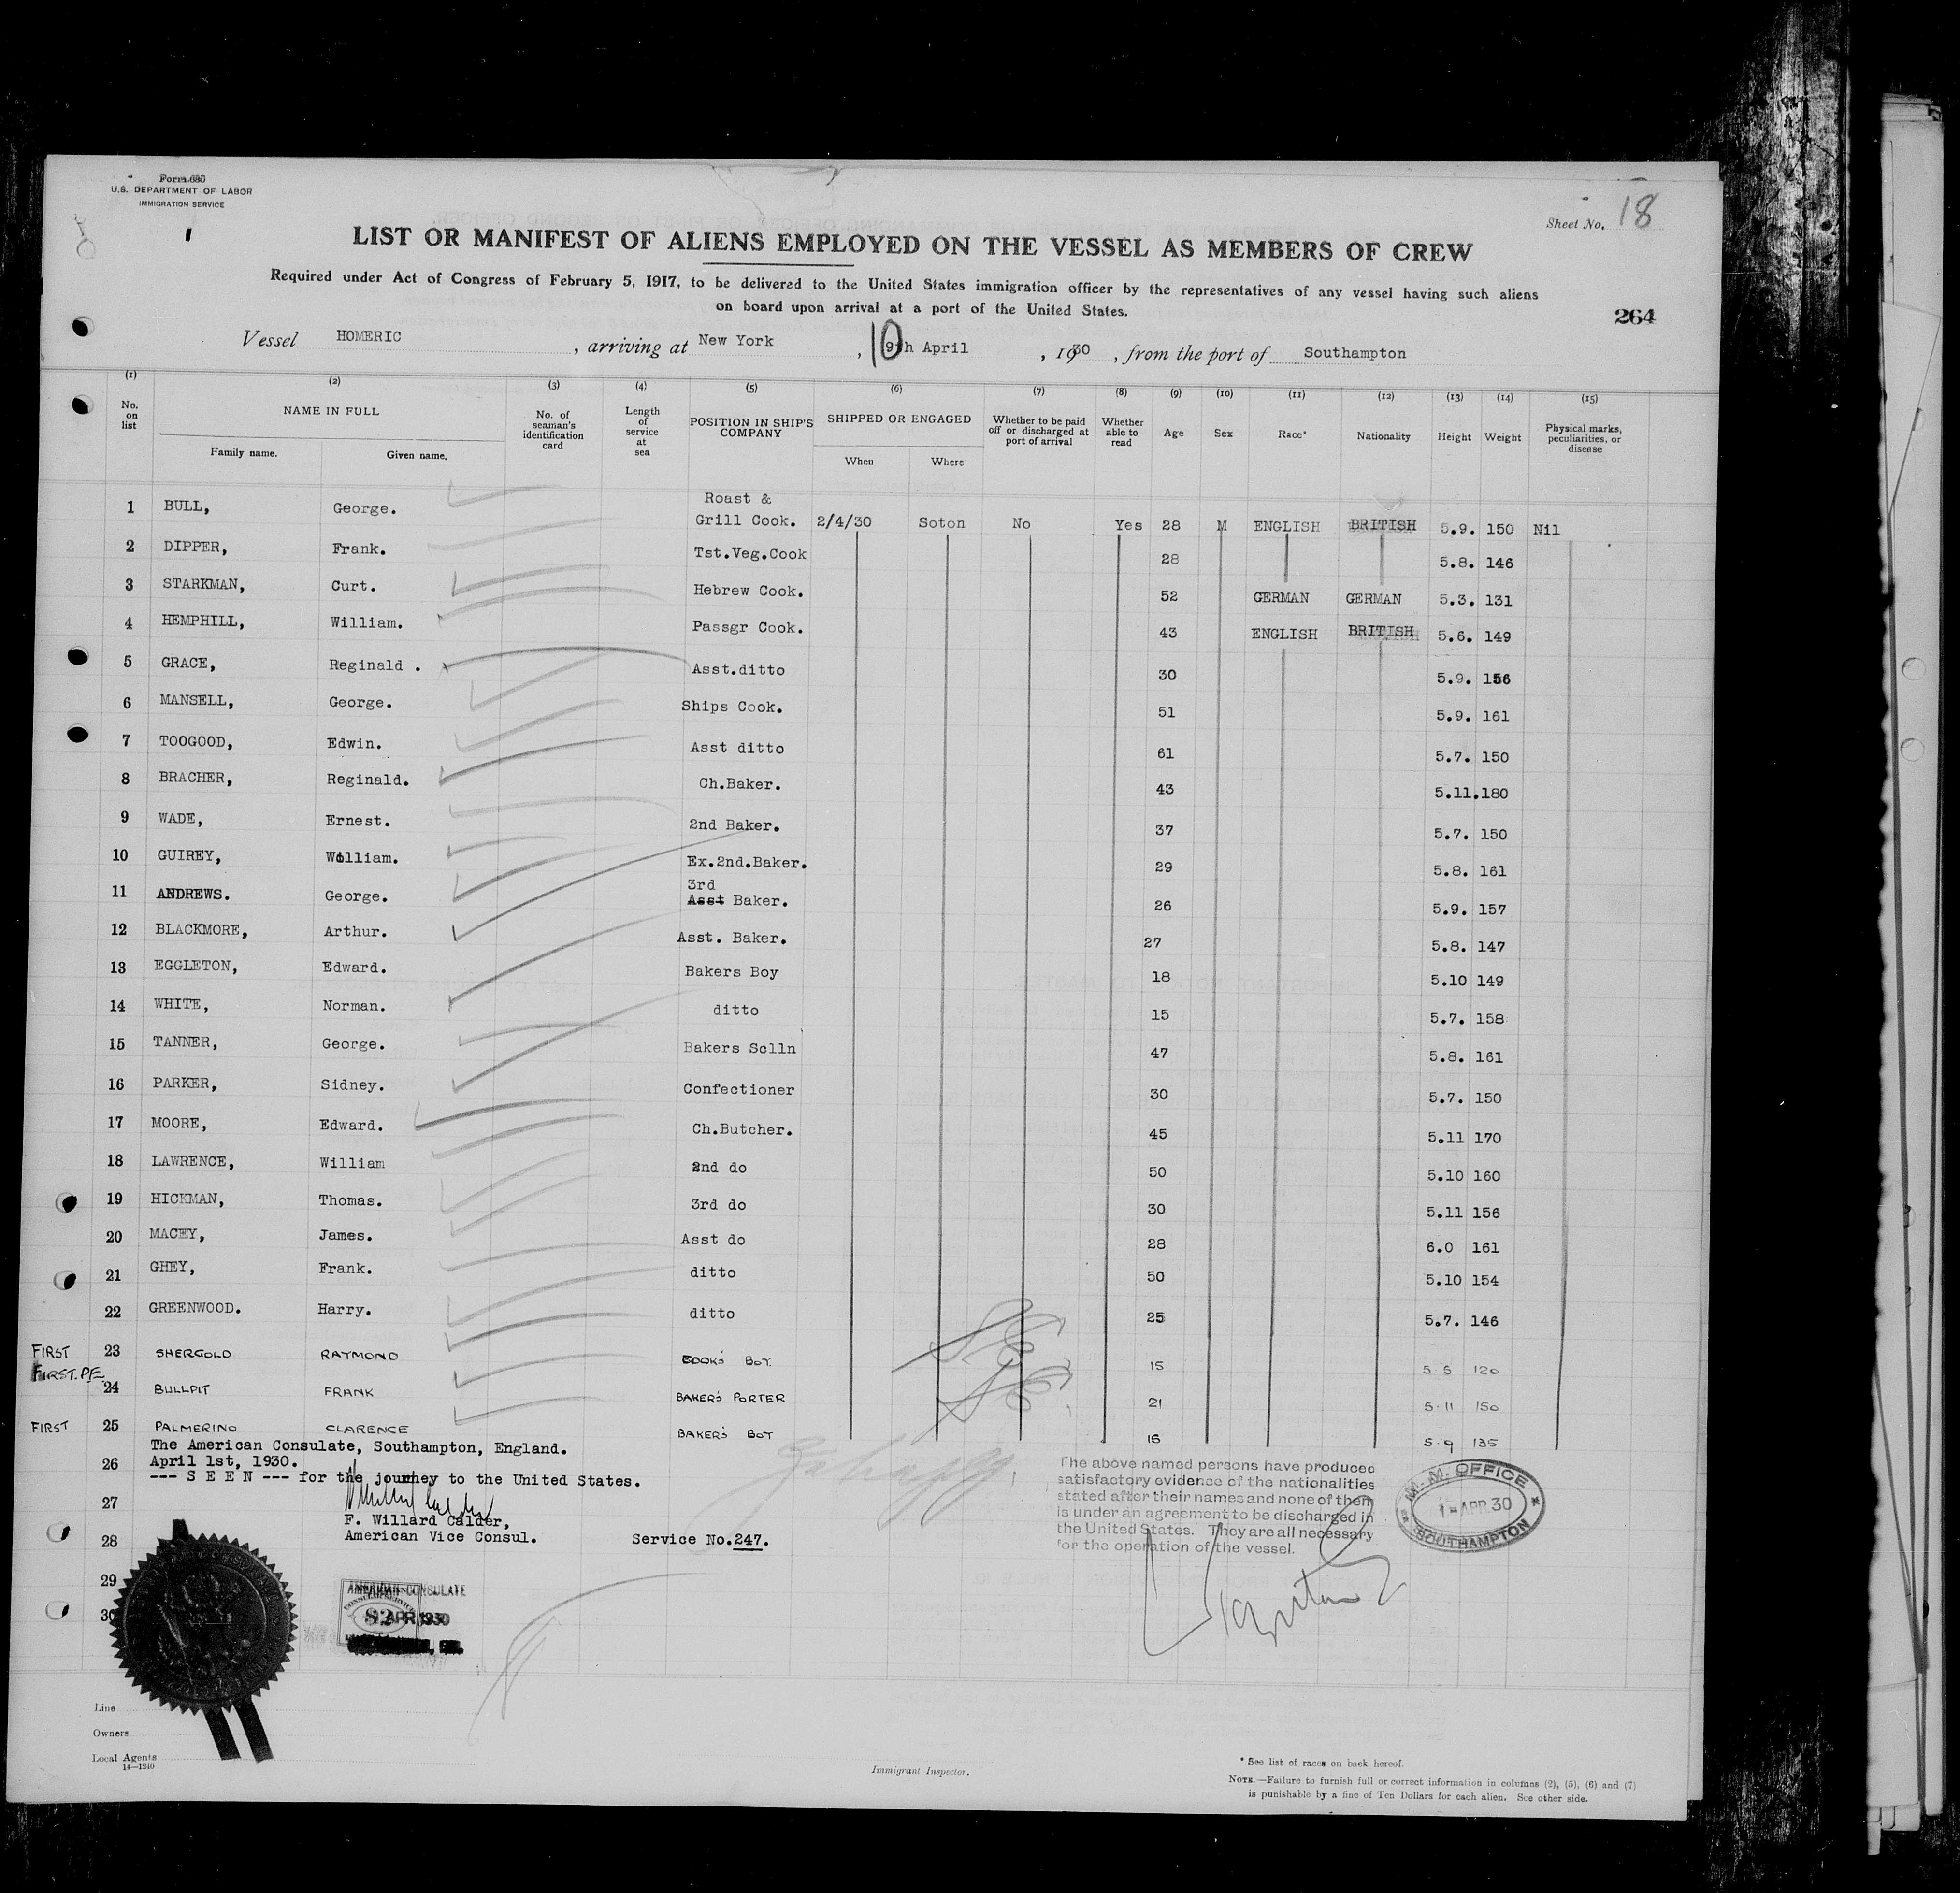 Form 680
U.S. DEPARTMENT OF LABOR
IMMIGRATION SERVICE
Sheet No. 18
LIST OR MANIFEST OF ALIENS EMPLOYED ON THE VESSEL AS MEMBERS OF CREW
Required under Act of Congress of February 5, 1917, to be delivered to the United States immigration officer by the representatives of any vessel having such aliens
on board upon arrival at a port of the United States.
264
Vessel HOMERIC, arriving at New York, 10 9th April, 1930, from the port of Southampton
(1) (2) (3) (4) (5) (6) (7) (8) (9) (10) (11) (12) (13) (14) (15)
No. on list NAME IN FULL No. of seaman's identification card Length of service at sea POSITION IN SHIP'S COMPANY SHIPPED OR ENGAGED Whether to be paid off or discharged at port of arrival Whether able to read Age Sex Race* Nationality Height Weight Physical marks, peculiarities, or disease
Family name. Given name. When Where
1 BULL, George. Roast & Grill Cook. 2/4/30 Soton No Yes 28 M ENGLISH BRITISH 5.9. 150 Nil
2 DIPPER, Frank. Tst.Veg.Cook 28 5.8. 146
3 STARKMAN, Curt. Hebrew Cook. 52 GERMAN GERMAN 5.3. 131
4 HEMPHILL, William. Passgr Cook. 43 ENGLISH BRITISH 5.6. 149
5 GRACE, Reginald . Asst.ditto 30 5.9. 156
6 MANSELL, George. Ships Cook. 51 5.9. 161
7 TOOGOOD, Edwin. Asst ditto 61 5.7. 150
8 BRACHER, Reginald. Ch.Baker. 43 5.11.180
9 WADE, Ernest. 2nd Baker. 37 5.7. 150
10 GUIREY, William. Ex.2nd.Baker. 29 5.8. 161
11 ANDREWS. George. 3rd Asst Baker. 26 5.9. 157
12 BLACKMORE, Arthur. Asst. Baker. 27 5.8. 147
13 EGGLETON, Edward. Bakers Boy 18 5.10 149
14 WHITE, Norman. ditto 15 5.7. 158
15 TANNER, George. Bakers Sclln 47 5.8. 161
16 PARKER, Sidney. Confectioner 30 5.7. 150
17 MOORE, Edward. Ch.Butcher. 45 5.11 170
18 LAWRENCE, William 2nd do 50 5.10 160
19 HICKMAN, Thomas. 3rd do 30 5.11 156
20 MACEY, James. Asst do 28 6.0 161
21 GHEY, Frank. ditto 50 5.10 154
22 GREENWOOD. Harry. ditto 25 5.7. 146
FIRST 23 SHERGOLD RAYMOND COOK'S BOY. 15 5 5 120
FIRST. P/E. 24 BULLPIT FRANK BAKER'S PORTER 21 5.11 150
FIRST 25 PALMERINO CLARENCE BAKER'S BOY 16 5.9 135
The American Consulate, Southampton, England.
26 April 1st, 1930.
--- S E E N --- for the journey to the United States.
27
F. Willard Calder,
28 American Vice Consul. Service No.247.
29
30
The above named persons have produced
satisfactory evidence of the nationalities
stated after their names and none of them
is under an agreement to be discharged in
the United States. They are all necessary
for the operation of the vessel.
M. M. OFFICE
1 - APR 30
SOUTHAMPTON
AMERICAN CONSULATE
APR 1930
Line
Owners
Local Agents
14—1240
Immigrant Inspector.
* See list of races on back hereof.
NOTE.—Failure to furnish full or correct information in columns (2), (5), (6) and (7)
is punishable by a fine of Ten Dollars for each alien. See other side.